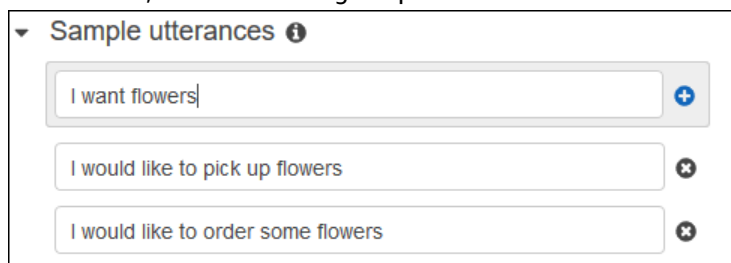 Sample utterances
I want flowers
I would like to pick up flowers
I would like to order some flowers